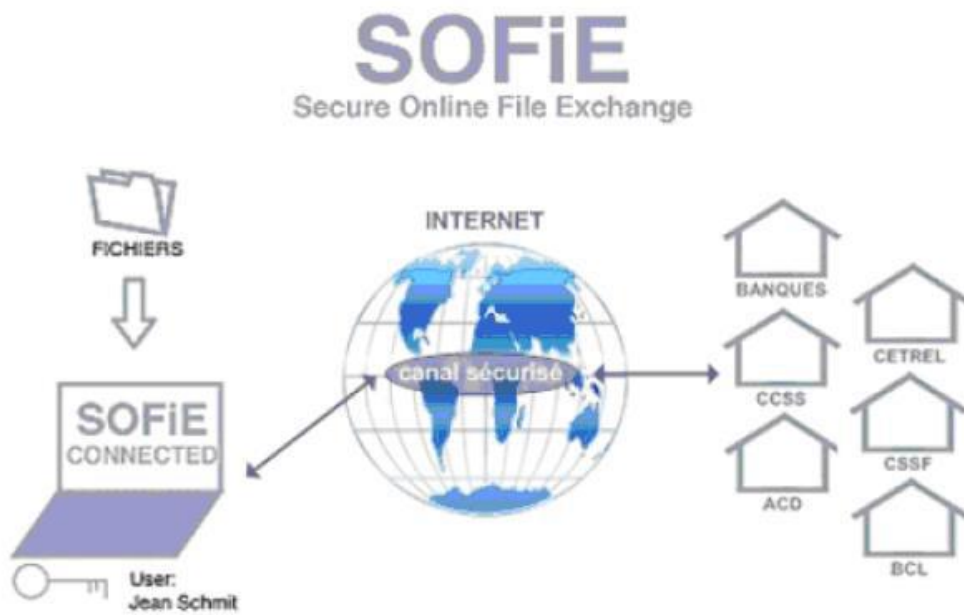 SOFiE
Secure Online File Exchange
FICHIERS
INTERNET
canal sécurisé
SOFiE
CONNECTED
User:
Jean Schmit
BANQUES
CETREL
CCSS
CSSF
ACD
BCL